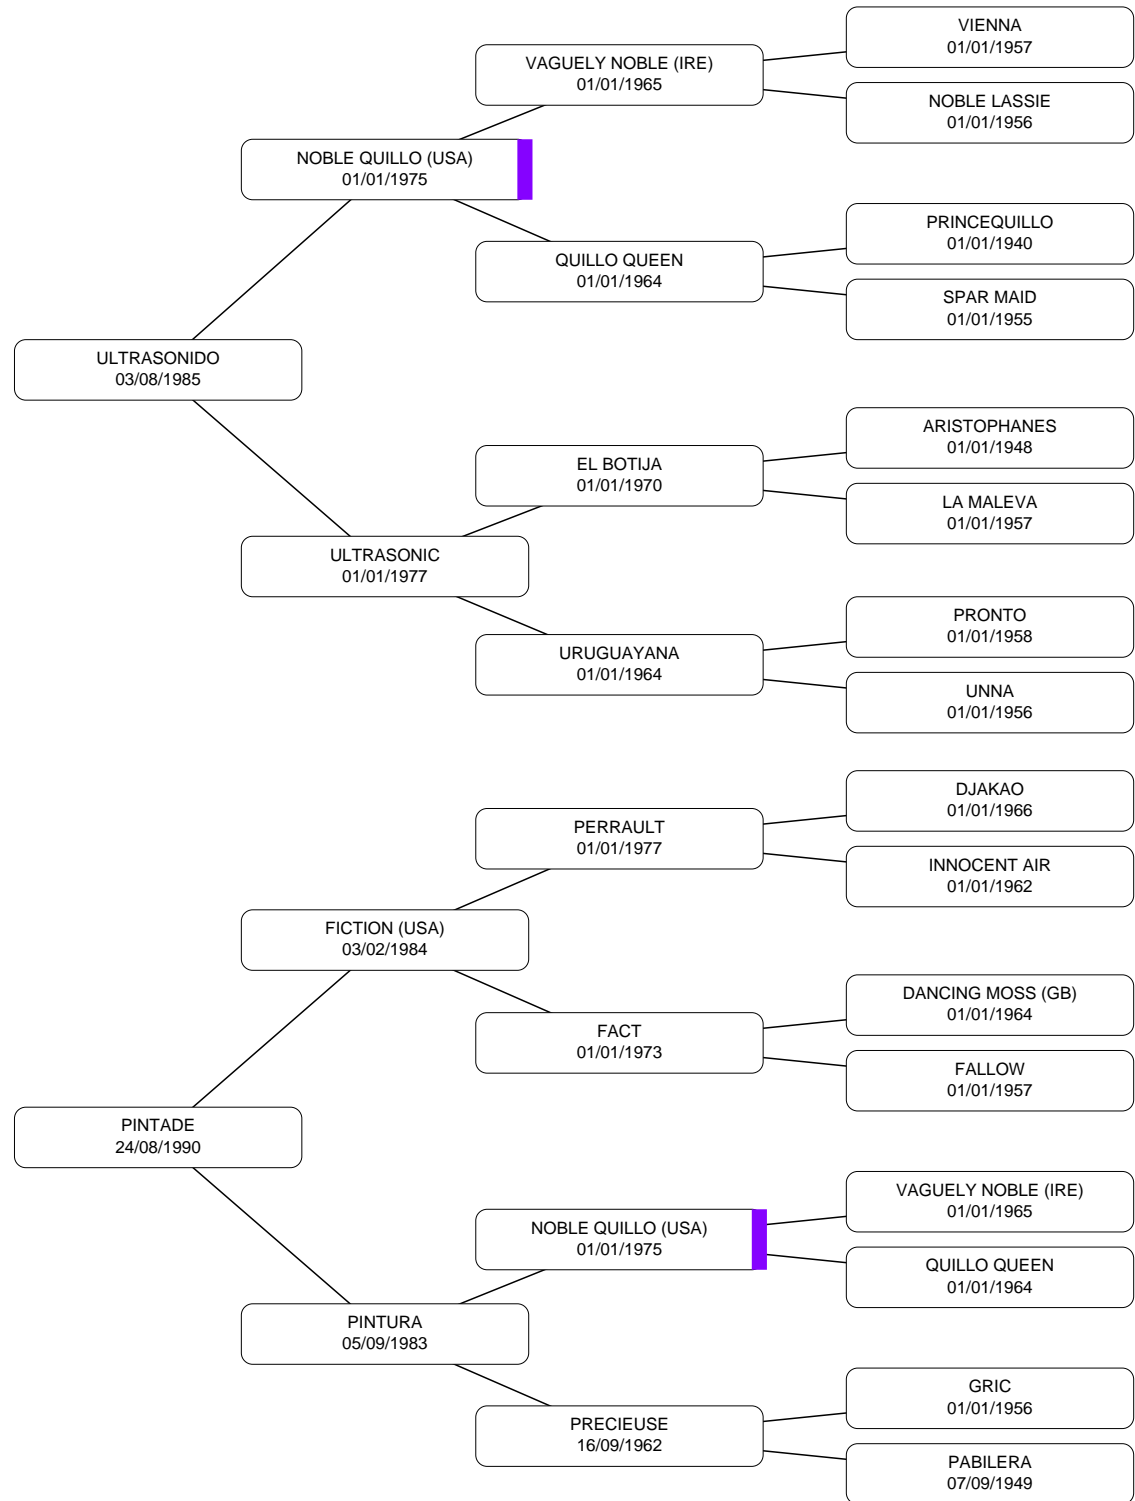 VIENNA
01/01/1957
VAGUELY NOBLE (IRE)
01/01/1965
NOBLE LASSIE
01/01/1956
NOBLE QUILLO (USA)
01/01/1975
PRINCEQUILLO
01/01/1940
QUILLO QUEEN
01/01/1964
SPAR MAID
01/01/1955
ULTRASONIDO
03/08/1985
ARISTOPHANES
01/01/1948
EL BOTIJA
01/01/1970
LA MALEVA
01/01/1957
ULTRASONIC
01/01/1977
PRONTO
01/01/1958
URUGUAYANA
01/01/1964
UNNA
01/01/1956
DJAKAO
01/01/1966
PERRAULT
01/01/1977
INNOCENT AIR
01/01/1962
FICTION (USA)
03/02/1984
DANCING MOSS (GB)
01/01/1964
FACT
01/01/1973
FALLOW
01/01/1957
PINTADE
24/08/1990
VAGUELY NOBLE (IRE)
01/01/1965
NOBLE QUILLO (USA)
01/01/1975
QUILLO QUEEN
01/01/1964
PINTURA
05/09/1983
GRIC
01/01/1956
PRECIEUSE
16/09/1962
PABILERA
07/09/1949